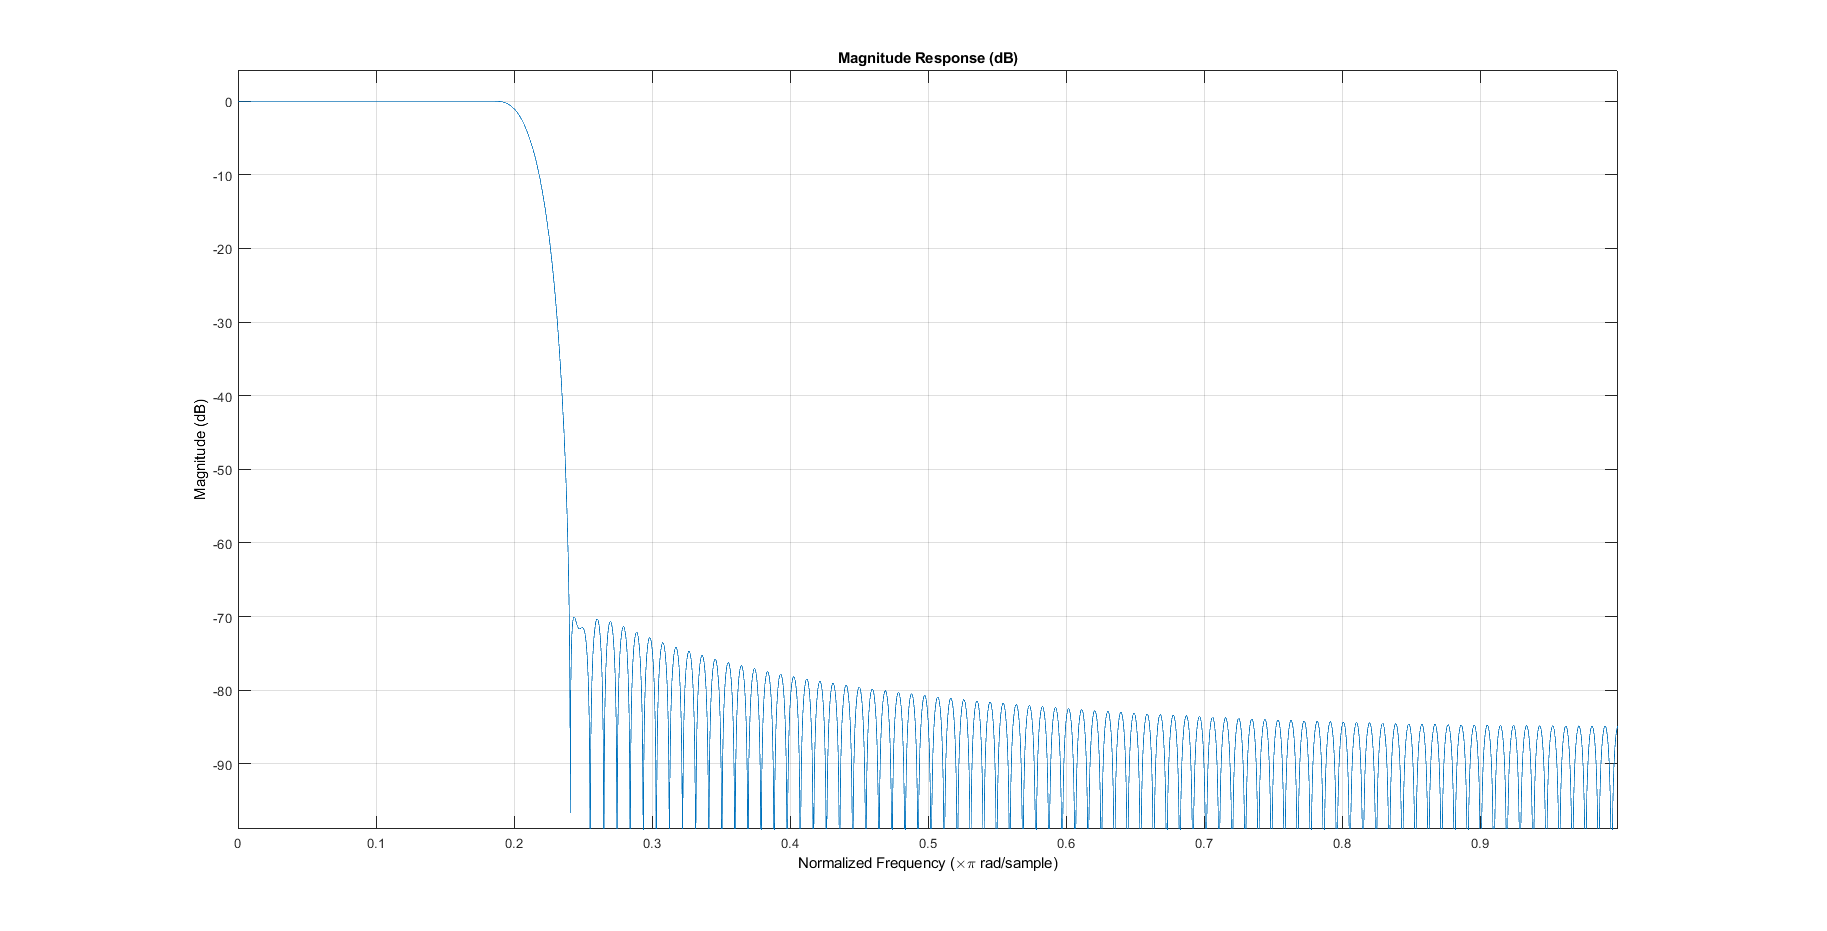 Magnitude Response (dB)
0
-10
-20
-30
-40
-50
-60
-70
-80
-90
Magnitude (dB)
0 0.1 0.2 0.3 0.4 0.5 0.6 0.7 0.8 0.9
Normalized Frequency (×π rad/sample)